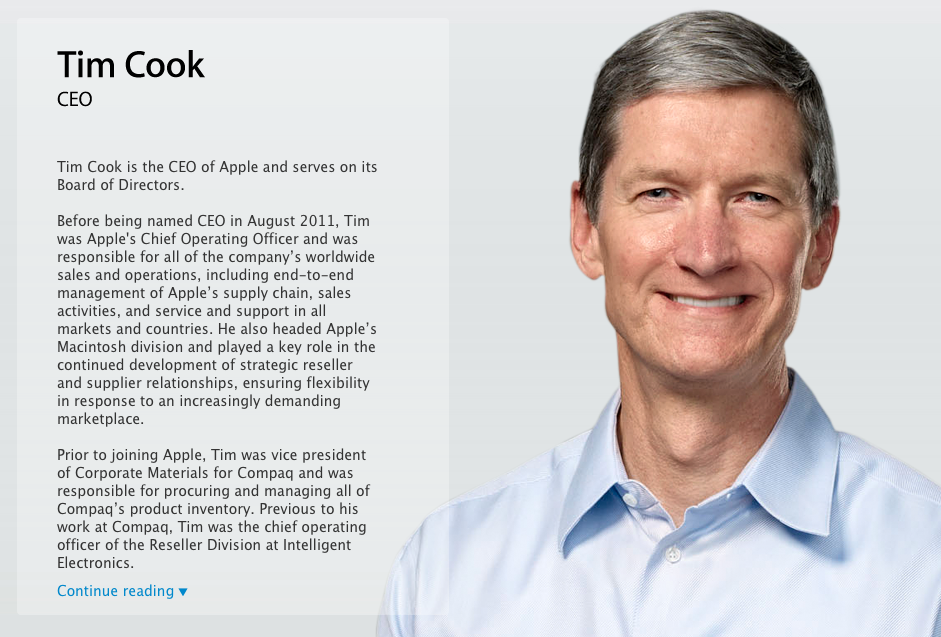 Tim Cook
CEO
Tim Cook is the CEO of Apple and serves on its
Board of Directors.
Before being named CEO in August 2011, Tim
was Apple's Chief Operating Officer and was
responsible for all of the company’s worldwide
sales and operations, including end-to-end
management of Apple’s supply chain, sales
activities, and service and support in all
markets and countries. He also headed Apple’s
Macintosh division and played a key role in the
continued development of strategic reseller
and supplier relationships, ensuring flexibility
in response to an increasingly demanding
marketplace.
Prior to joining Apple, Tim was vice president
of Corporate Materials for Compaq and was
responsible for procuring and managing all of
Compaq’s product inventory. Previous to his
work at Compaq, Tim was the chief operating
officer of the Reseller Division at Intelligent
Electronics.
Continue reading ▼